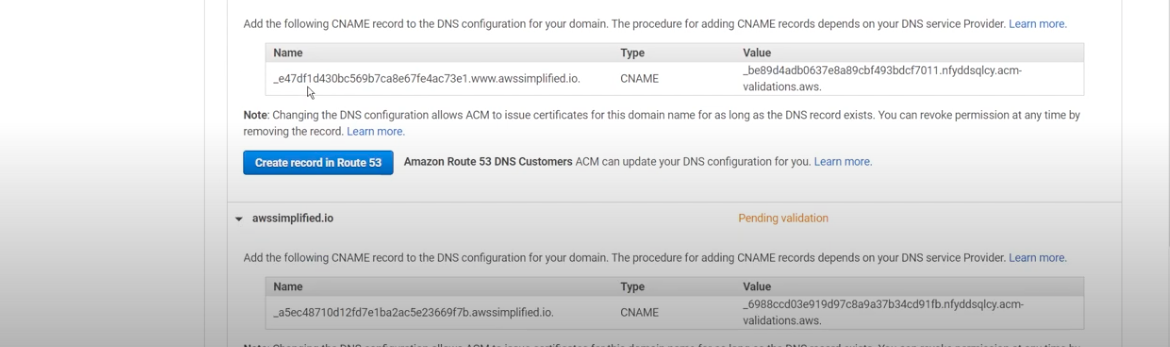 Add the following CNAME record to the DNS configuration for your domain. The procedure for adding CNAME records depends on your DNS service Provider. Learn more.
Name Type Value
_e47df1d430bc569b7ca8e67fe4ac73e1.www.awssimplified.io. CNAME _be89d4adb0637e8a89cbf493bdcf7011.nfyddsqlcy.acm-
validations.aws.
Note: Changing the DNS configuration allows ACM to issue certificates for this domain name for as long as the DNS record exists. You can revoke permission at any time by
removing the record. Learn more.
Create record in Route 53 Amazon Route 53 DNS Customers ACM can update your DNS configuration for you. Learn more.
awssimplified.io Pending validation
Add the following CNAME record to the DNS configuration for your domain. The procedure for adding CNAME records depends on your DNS service Provider. Learn more.
Name Type Value
_a5ec48710d12fd7e1ba2ac5e23669f7b.awssimplified.io. CNAME _6988ccd03e919d97c8a9a37b34cd91fb.nfyddsqlcy.acm-
validations.aws.